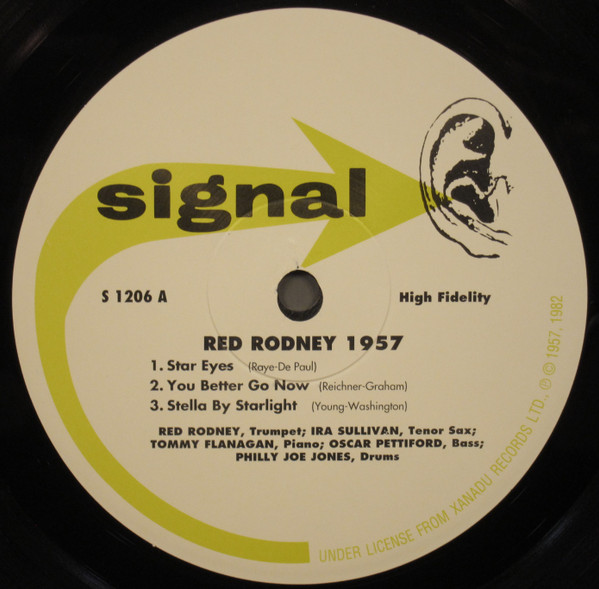 signal
S 1206 A
High Fidelity
RED RODNEY 1957
1. Star Eyes (Raye-De Paul)
2. You Better Go Now (Reichner-Graham)
3. Stella By Starlight (Young-Washington)
RED RODNEY, Trumpet; IRA SULLIVAN, Tenor Sax;
TOMMY FLANAGAN, Piano; OSCAR PETTIFORD, Bass;
PHILLY JOE JONES, Drums
UNDER LICENSE FROM XANADU RECORDS LTD., ℗ © 1957, 1982